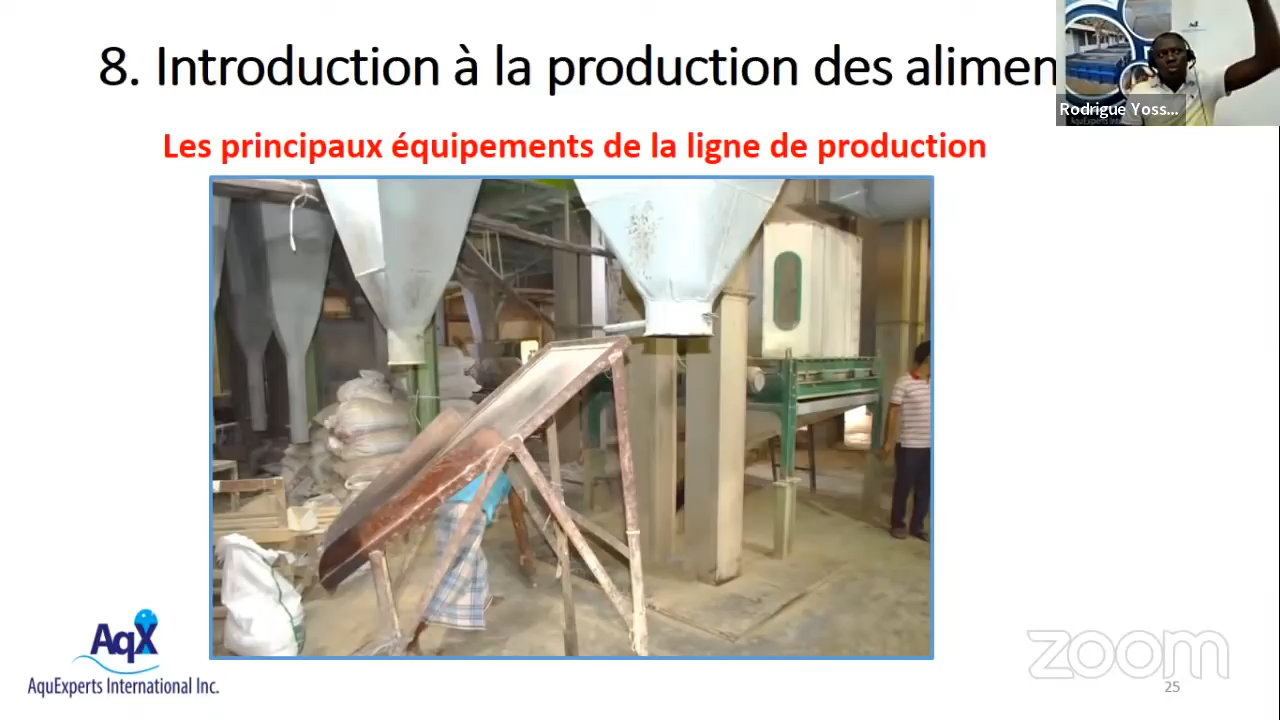 8. Introduction à la production des alimen
Rodrigue Yoss...
Les principaux équipements de la ligne de production
AqX
AquExperts International Inc.
zoom
25